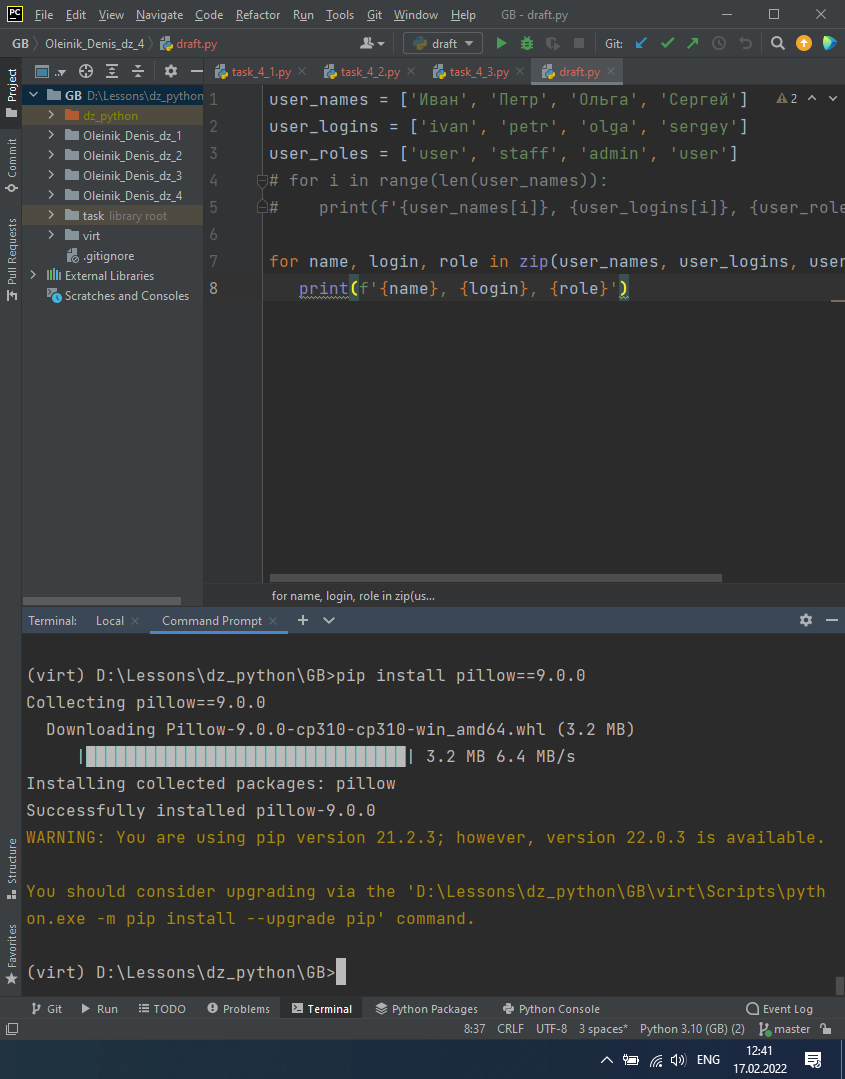 PC File Edit View Navigate Code Refactor Run Tools Git Window Help GB - draft.py
GB Oleinik_Denis_dz_4 draft.py draft Git:
Project
Commit
Pull Requests
Structure
Favorites
GB D:\Lessons\dz_python
dz_python
Oleinik_Denis_dz_1
Oleinik_Denis_dz_2
Oleinik_Denis_dz_3
Oleinik_Denis_dz_4
task library root
virt
.gitignore
External Libraries
Scratches and Consoles
task_4_1.py task_4_2.py task_4_3.py draft.py
1 user_names = ['Иван', 'Петр', 'Ольга', 'Сергей'] 2
2 user_logins = ['ivan', 'petr', 'olga', 'sergey']
3 user_roles = ['user', 'staff', 'admin', 'user']
4 # for i in range(len(user_names)):
5 #    print(f'{user_names[i]}, {user_logins[i]}, {user_role
6
7 for name, login, role in zip(user_names, user_logins, user
8    print(f'{name}, {login}, {role}')
for name, login, role in zip(us...
Terminal: Local Command Prompt
(virt) D:\Lessons\dz_python\GB>pip install pillow==9.0.0
Collecting pillow==9.0.0
  Downloading Pillow-9.0.0-cp310-cp310-win_amd64.whl (3.2 MB)
     |████████████████████████████████| 3.2 MB 6.4 MB/s
Installing collected packages: pillow
Successfully installed pillow-9.0.0
WARNING: You are using pip version 21.2.3; however, version 22.0.3 is available.
You should consider upgrading via the 'D:\Lessons\dz_python\GB\virt\Scripts\pyth
on.exe -m pip install --upgrade pip' command.
(virt) D:\Lessons\dz_python\GB>
Git Run TODO Problems Terminal Python Packages Python Console Event Log
8:37 CRLF UTF-8 3 spaces* Python 3.10 (GB) (2) master
ENG 12:41
17.02.2022